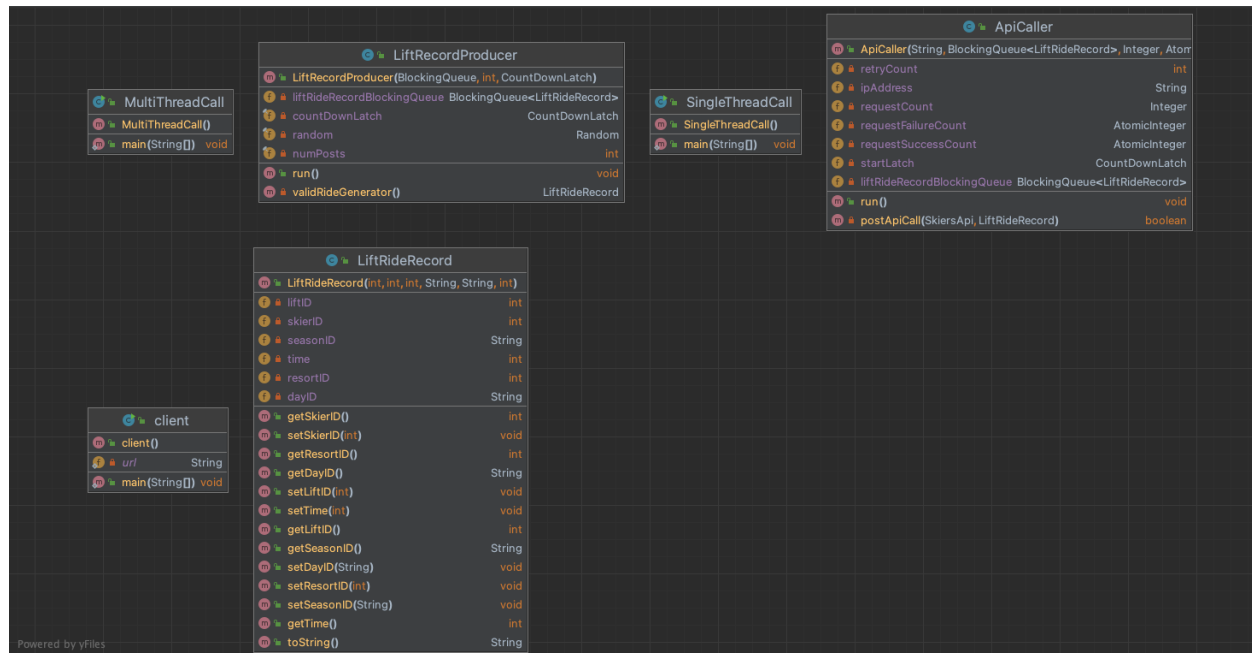 MultiThreadCall
MultiThreadCall()
main(String[]) void
LiftRecordProducer
LiftRecordProducer(BlockingQueue, int, CountDownLatch)
liftRideRecordBlockingQueue BlockingQueue<LiftRideRecord>
countDownLatch CountDownLatch
random Random
numPosts int
run() void
validRideGenerator() LiftRideRecord
SingleThreadCall
SingleThreadCall()
main(String[]) void
ApiCaller
ApiCaller(String, BlockingQueue<LiftRideRecord>, Integer, Atom
retryCount int
ipAddress String
requestCount Integer
requestFailureCount AtomicInteger
requestSuccessCount AtomicInteger
startLatch CountDownLatch
liftRideRecordBlockingQueue BlockingQueue<LiftRideRecord>
run() void
postApiCall(SkiersApi, LiftRideRecord) boolean
client
client()
url String
main(String[]) void
LiftRideRecord
LiftRideRecord(int, int, int, String, String, int)
liftID int
skierID int
seasonID String
time int
resortID int
dayID String
getSkierID() int
setSkierID(int) void
getResortID() int
getDayID() String
setLiftID(int) void
setTime(int) void
getLiftID() int
getSeasonID() String
setDayID(String) void
setResortID(int) void
setSeasonID(String) void
getTime() int
toString() String
Powered by yFiles